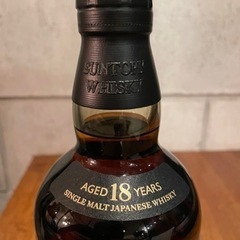 SUNTORY
WHISKY
AGED 18 YEARS
SINGLE MALT JAPANESE WHISKY